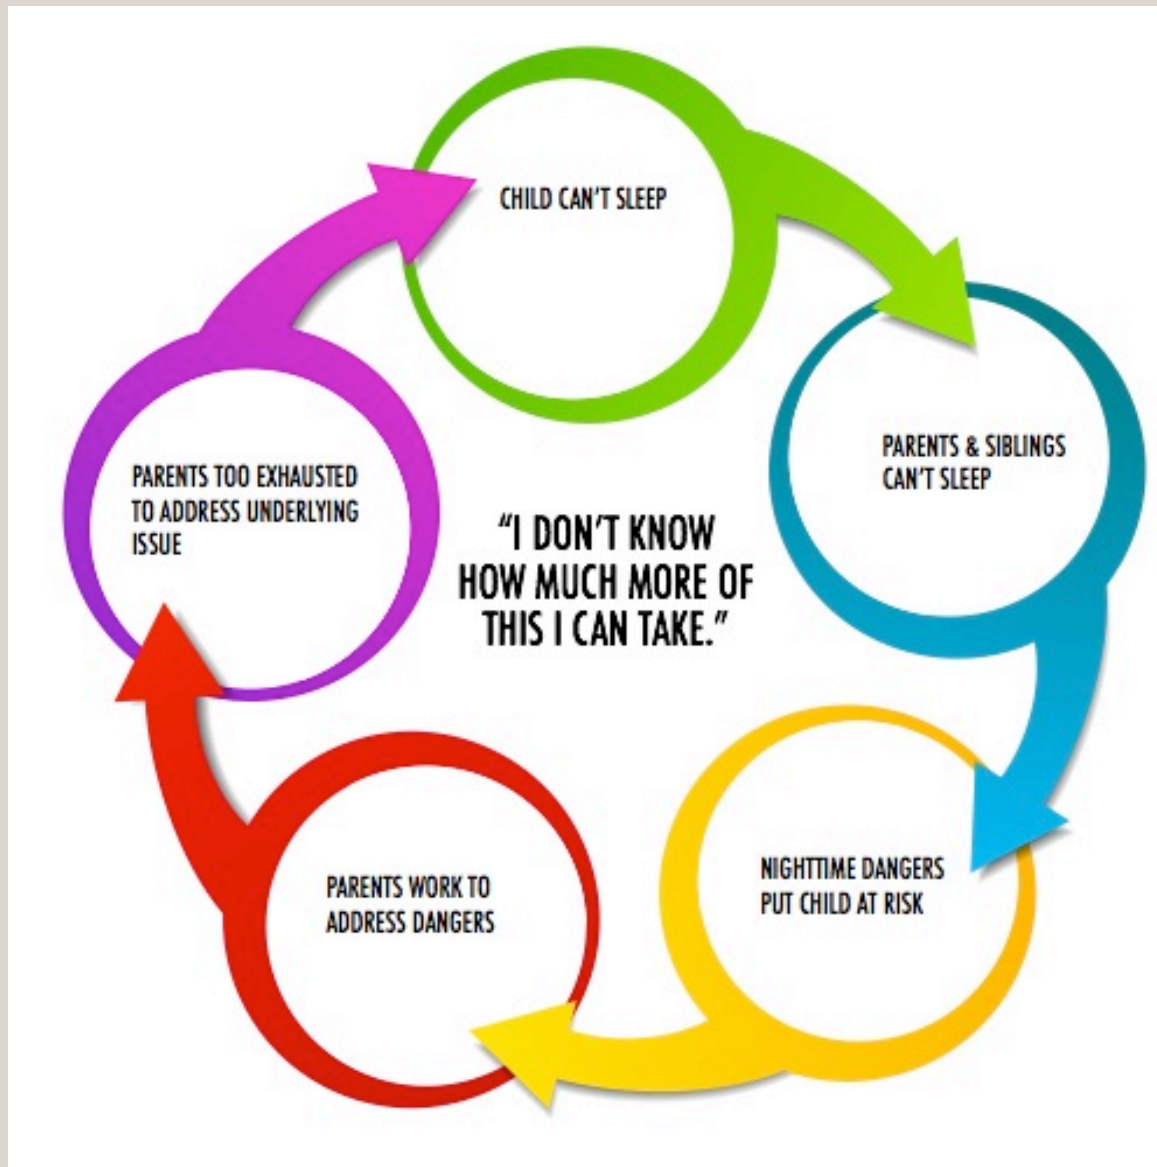 CHILD CAN'T SLEEP
PARENTS & SIBLINGS
CAN'T SLEEP
NIGHTTIME DANGERS
PUT CHILD AT RISK
PARENTS WORK TO
ADDRESS DANGERS
PARENTS TOO EXHAUSTED
TO ADDRESS UNDERLYING
ISSUE
“I DON'T KNOW
HOW MUCH MORE OF
THIS I CAN TAKE.”